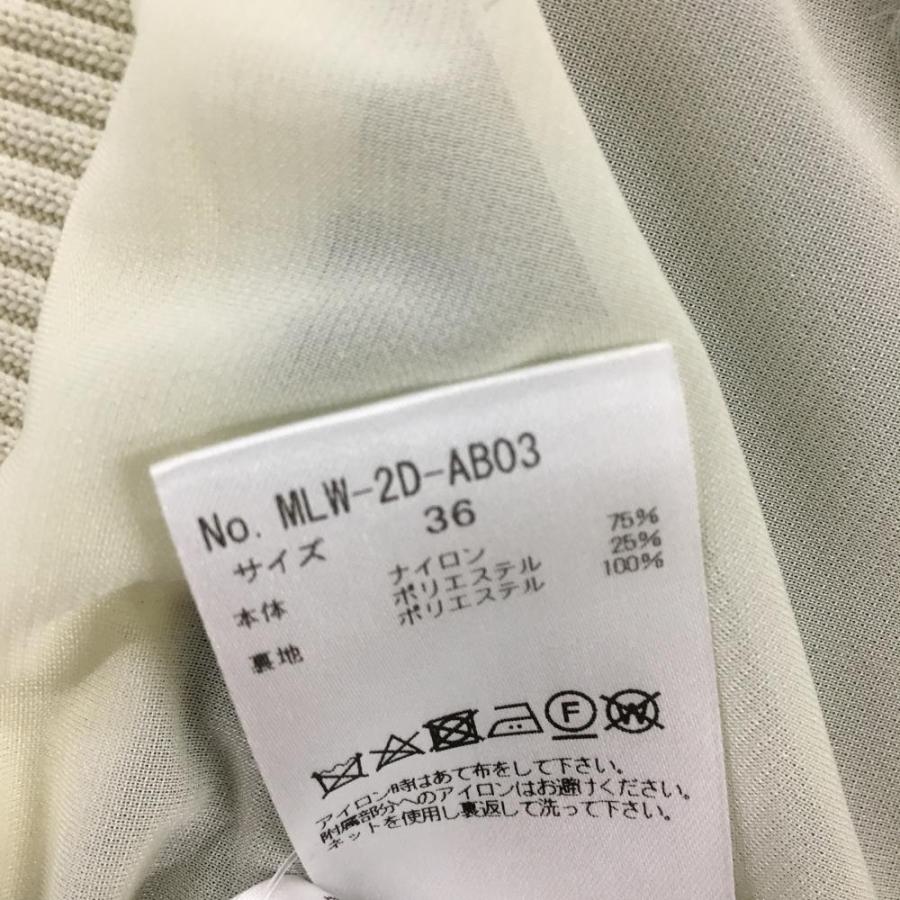 No. MLW-2D-AB03
サイズ 36
本体 ナイロン 75%
ポリエステル 25%
裏地 ポリエステル 100%
F W
アイロン時はあて布をして下さい。
附属部分へのアイロンはお避けください。
ネットを使用し裏返して洗って下さい。